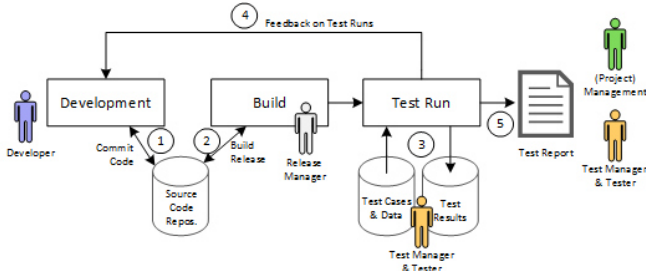 4
Feedback on Test Runs
Development
Build
Test Run
(Project)
Management
Developer
1
Commit
Code
2
Build
Release
Release
Manager
3
5
Test Report
Source
Code
Repos.
Test Cases
& Data
Test
Results
Test Manager
& Tester
Test Manager
& Tester